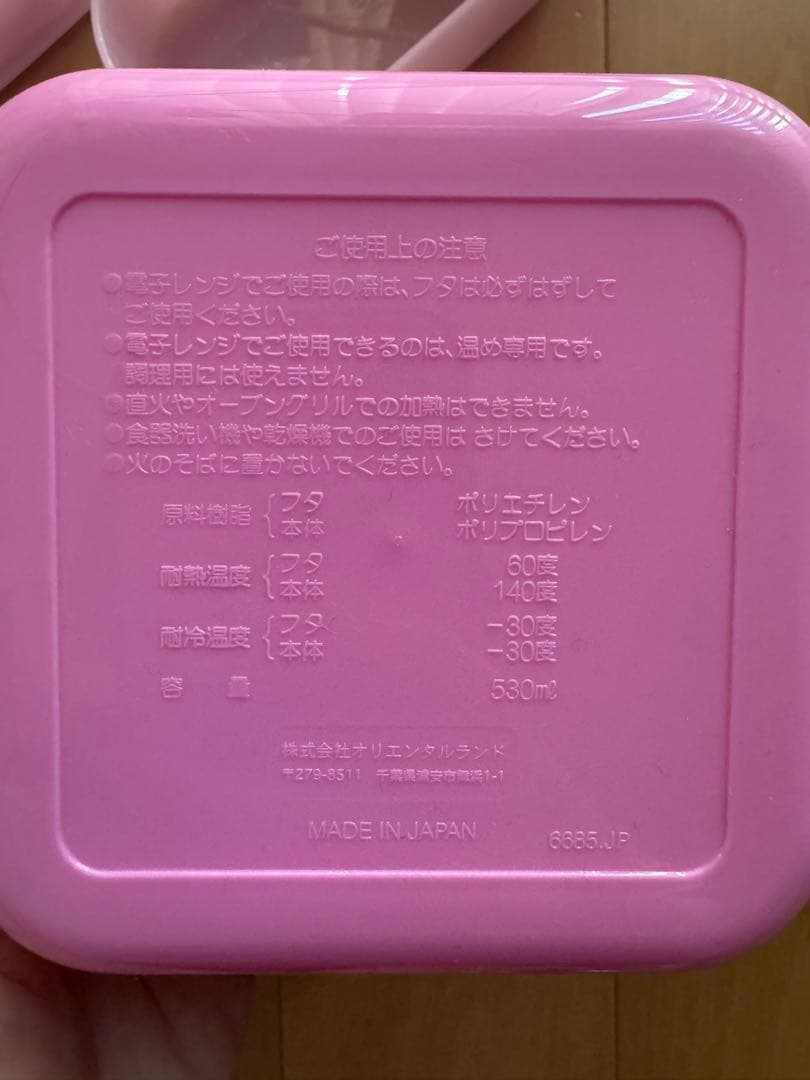 ご使用上の注意
●電子レンジでご使用の際は、フタは必ずはずして
ご使用ください。
●電子レンジでご使用できるのは、温め専用です。
調理用には使えません。
●直火やオーブングリルでの加熱はできません。
●食器洗い機や乾燥機でのご使用は さけてください。
●火のそばに置かないでください。
原料樹脂 { フタ ポリエチレン
本体 ポリプロピレン
耐熱温度 { フタ 60度
本体 140度
耐冷温度 { フタ -30度
本体 -30度
容 量 530mℓ
株式会社オリエンタルランド
〒279-8511 千葉県浦安市舞浜1-1
MADE IN JAPAN 6685.JP